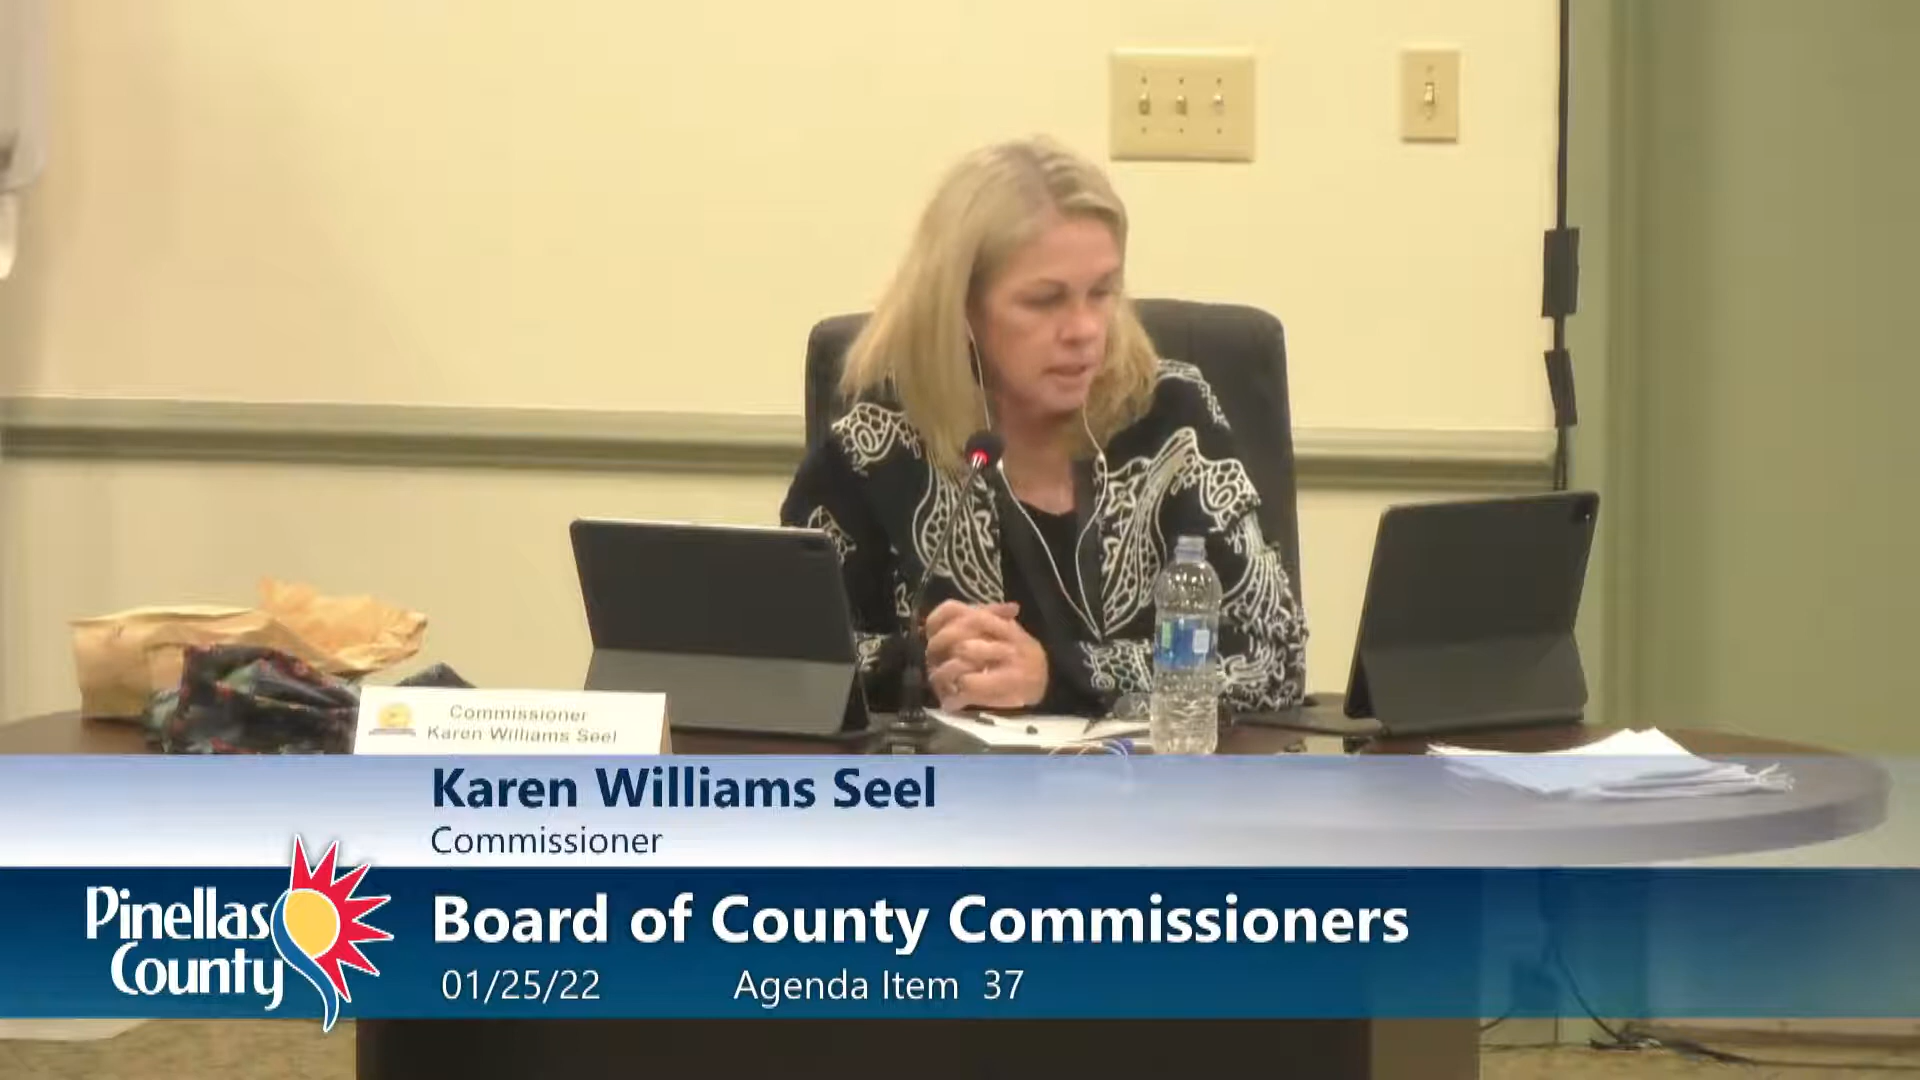 Commissioner
Karen Williams Seel
Karen Williams Seel
Commissioner
Pinellas
County
Board of County Commissioners
01/25/22 Agenda Item 37